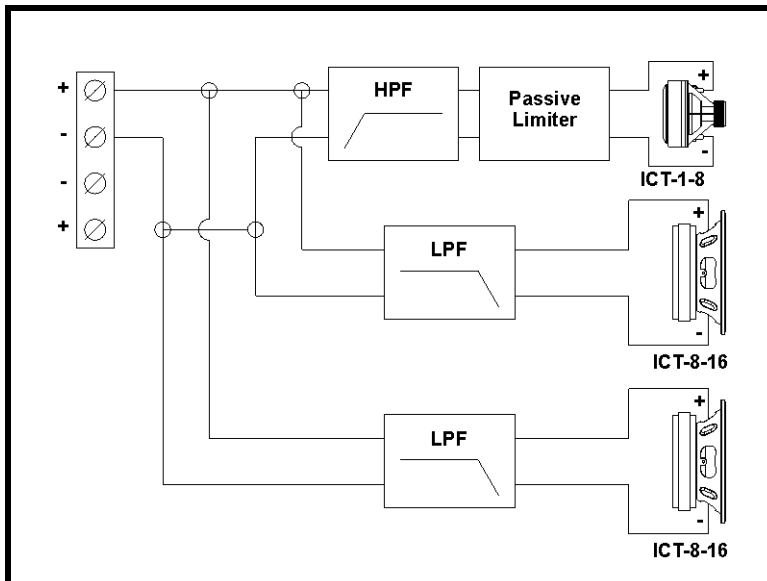 +
-
-
+
HPF
Passive
Limiter
+
-
ICT-1-8
LPF
+
-
ICT-8-16
LPF
+
-
ICT-8-16